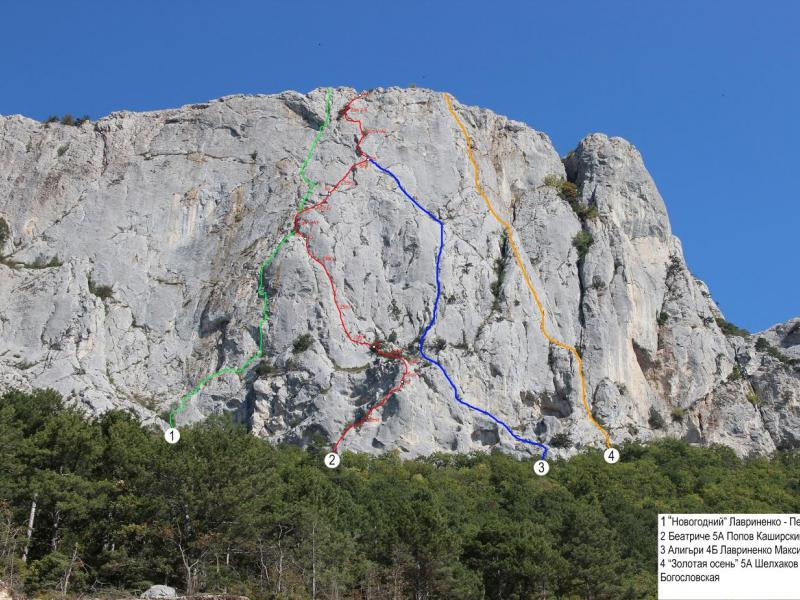 1
2
3
4
1 "Новогодний" Лавриненко - Пе
2 Беатриче 5А Попов Каширски
3 Алигьри 4Б Лавриненко Макси
4 "Золотая осень" 5А Шелхаков
Богословская